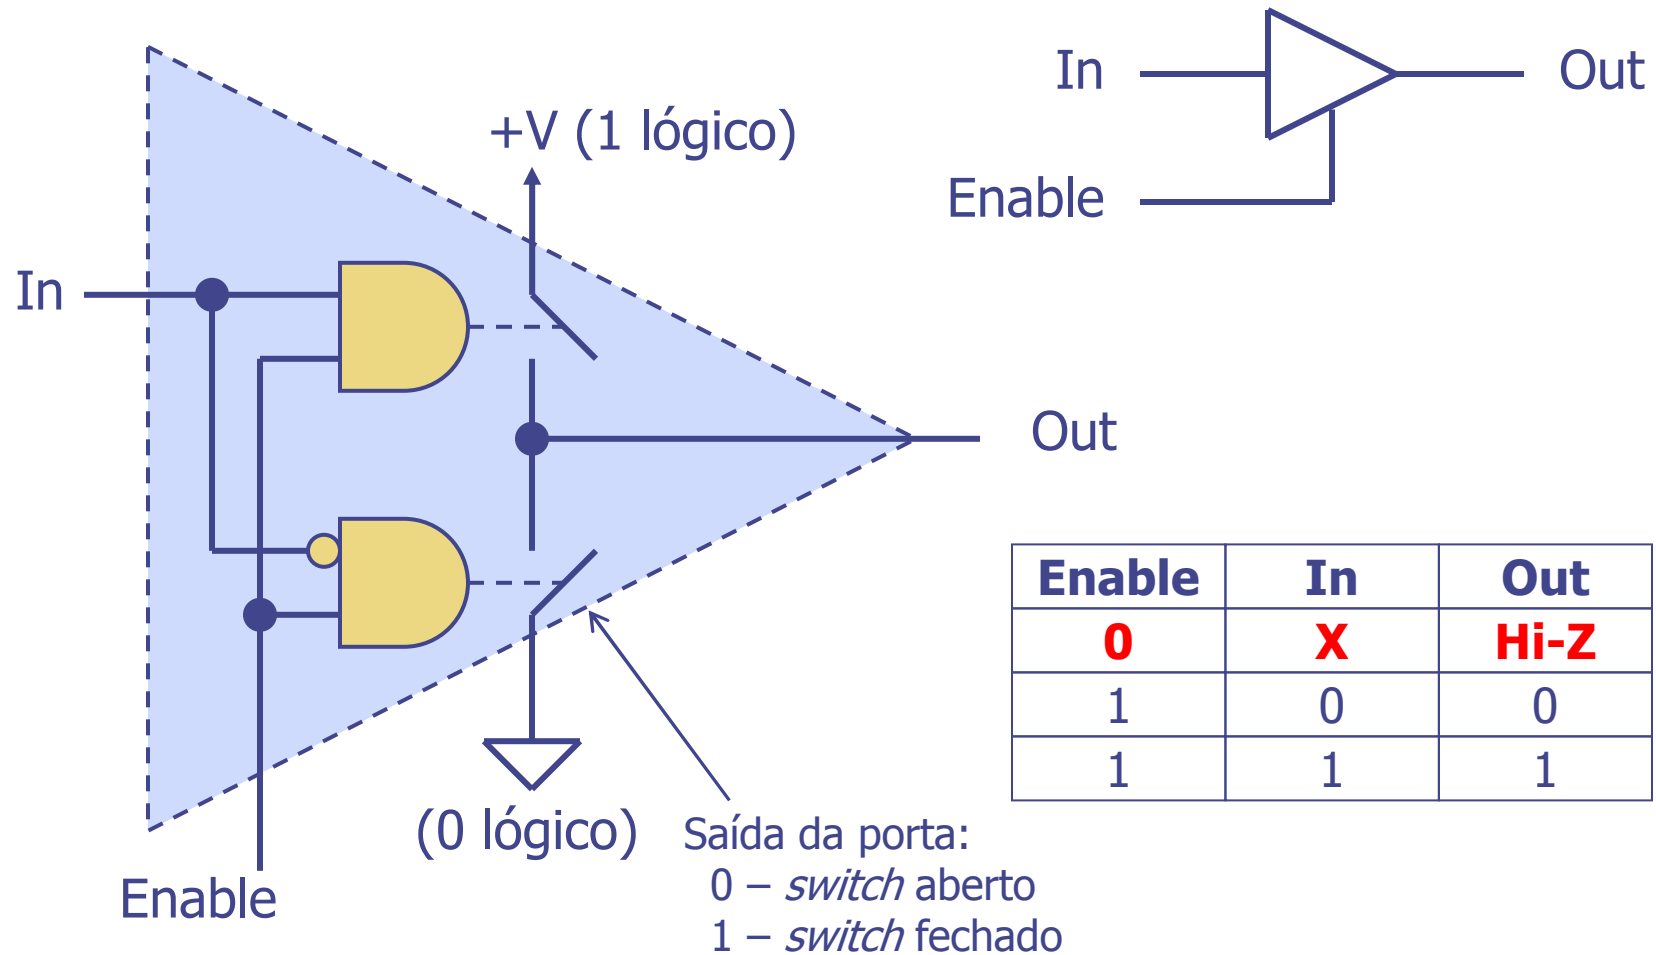 In
Out
Enable
+V (1 lógico)
In
Out
Enable In Out
0 X Hi-Z
1 0 0
1 1 1
(0 lógico)
Enable
Saída da porta:
0 – switch aberto
1 – switch fechado